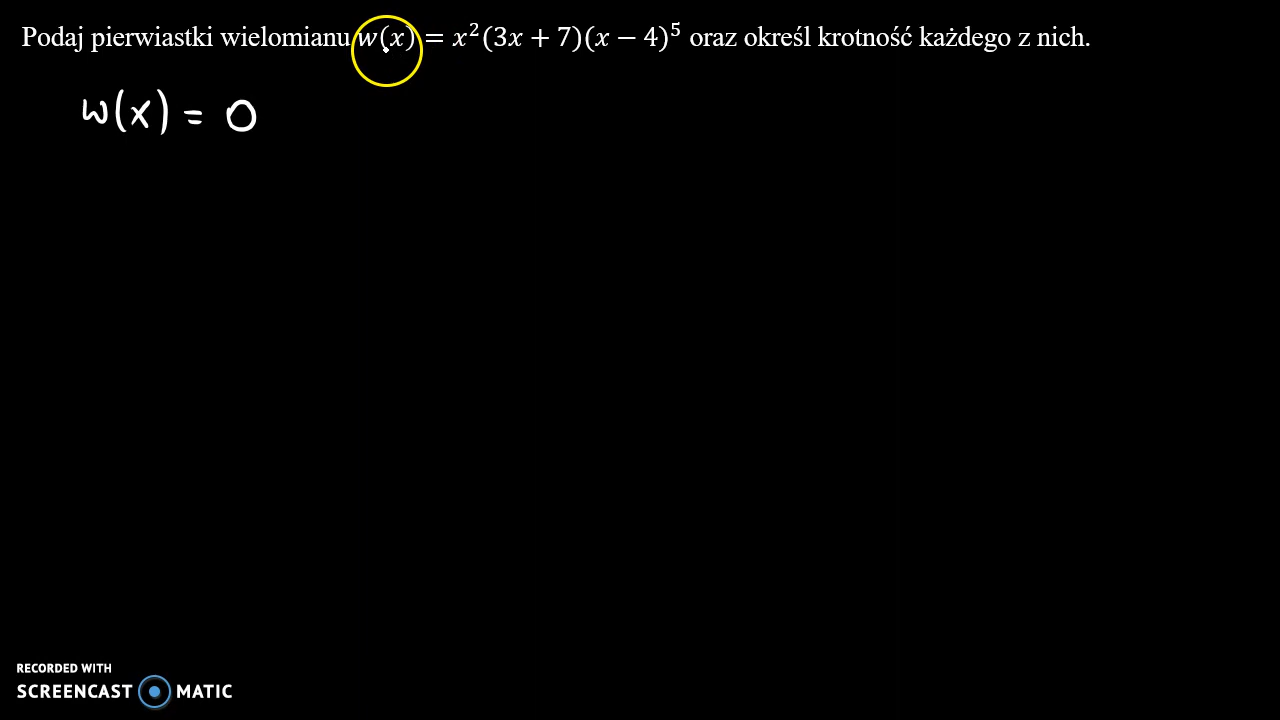 Podaj pierwiastki wielomianu w(x) = x²(3x + 7)(x − 4)⁵ oraz określ krotność każdego z nich.
w(x) = 0
RECORDED WITH
SCREENCAST MATIC